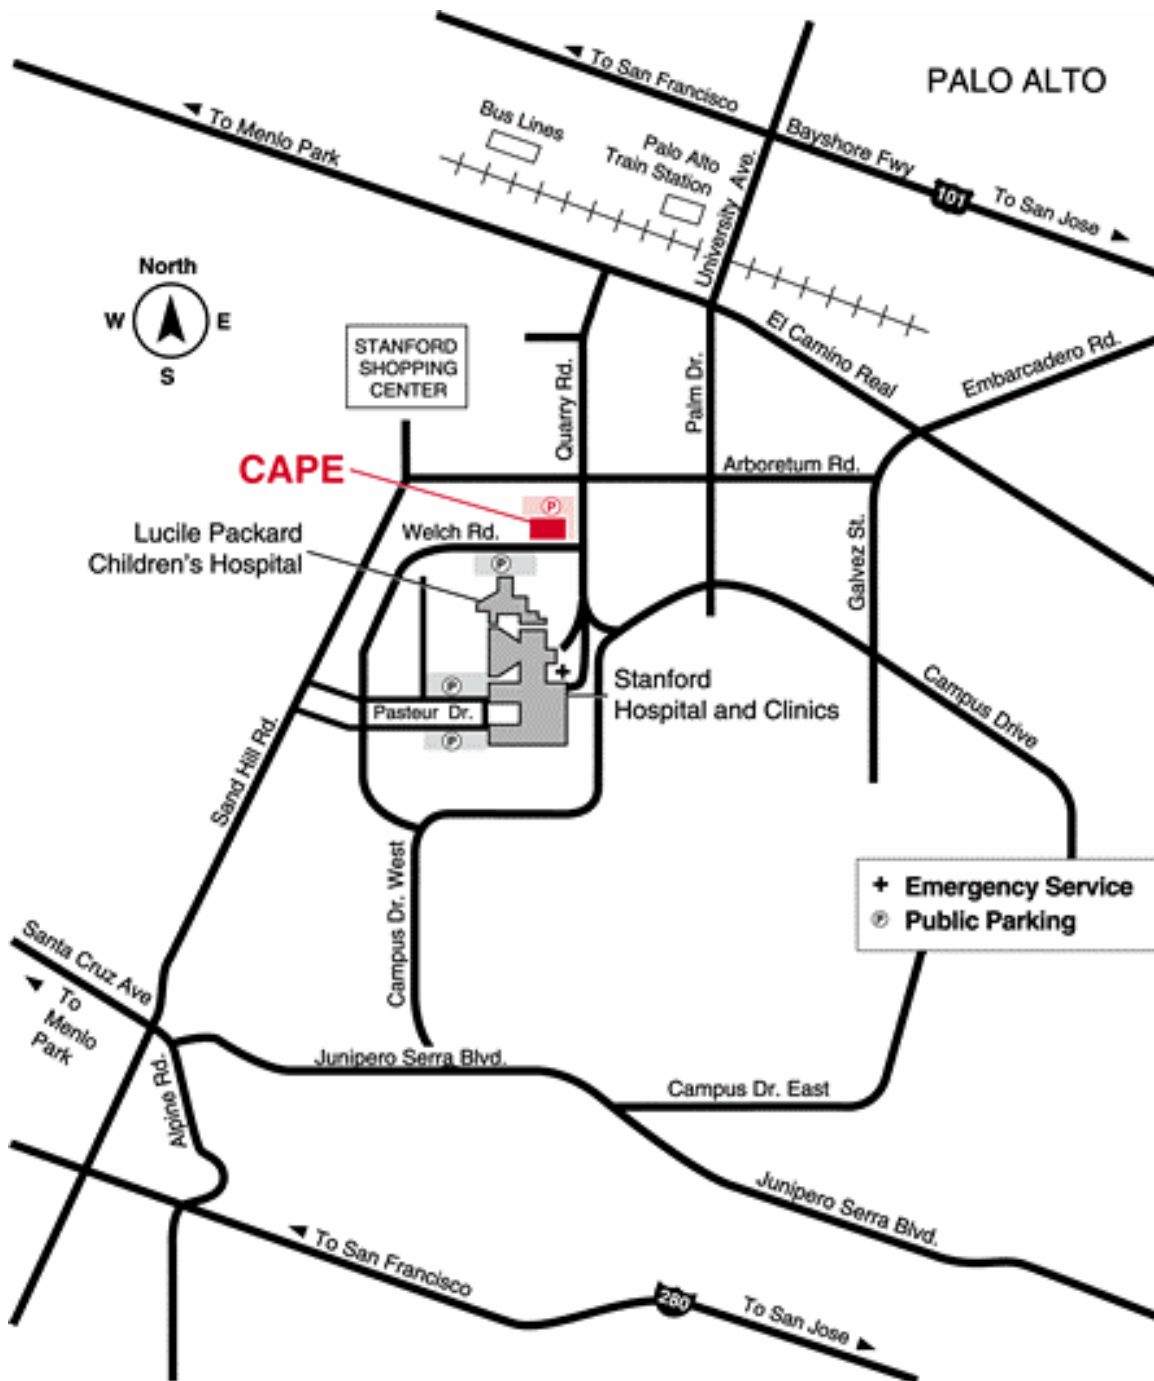 PALO ALTO
To San Francisco
Bayshore Fwy
101
To San Jose
To Menlo Park
Bus Lines
Palo Alto
Train Station
University Ave.
North
W
E
S
STANFORD
SHOPPING
CENTER
Quarry Rd.
Palm Dr.
El Camino Real
Embarcadero Rd.
Arboretum Rd.
CAPE
P
Lucile Packard
Children's Hospital
Welch Rd.
P
Galvez St.
P
Pasteur Dr.
P
Stanford
Hospital and Clinics
Campus Drive
Sand Hill Rd.
Campus Dr. West
Emergency Service
P Public Parking
Santa Cruz Ave
To
Menlo
Park
Alpine Rd.
Junipero Serra Blvd.
Campus Dr. East
Junipero Serra Blvd.
To San Francisco
280
To San Jose